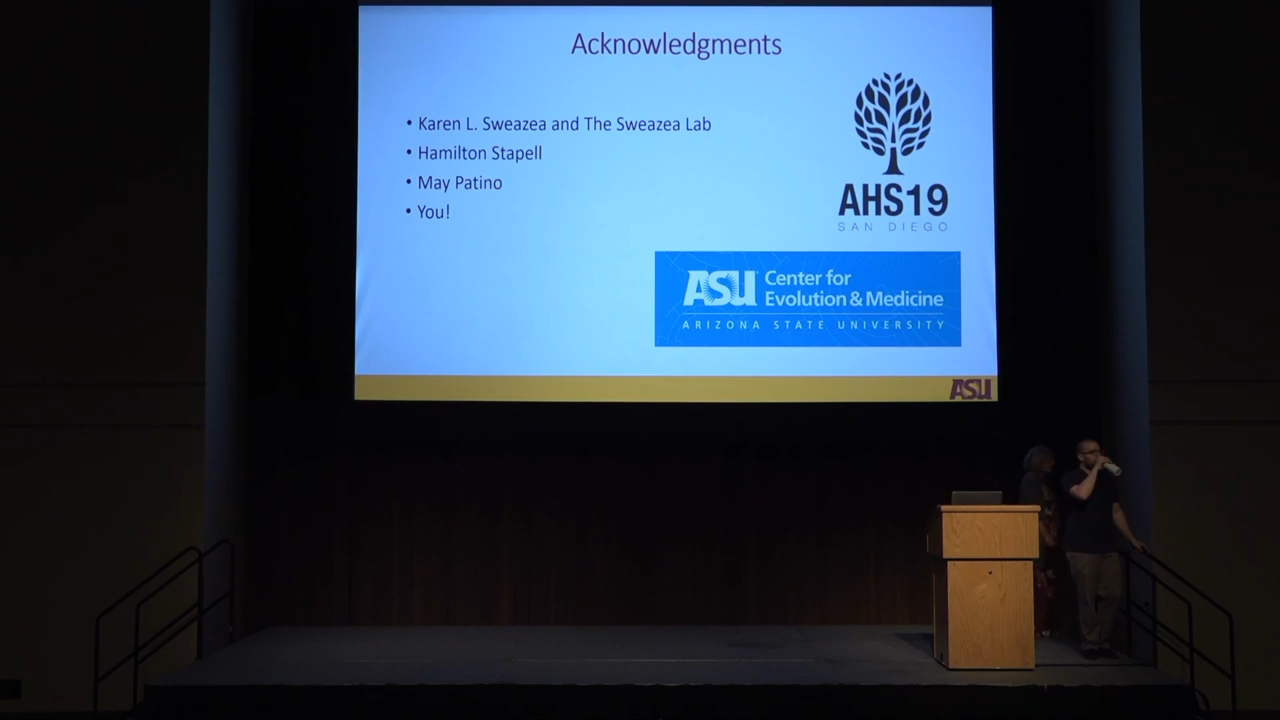 Acknowledgments
• Karen L. Sweazea and The Sweazea Lab
• Hamilton Stapell
• May Patino
• You!
AHS19
SAN DIEGO
ASU Center for
Evolution & Medicine
ARIZONA STATE UNIVERSITY
ASU